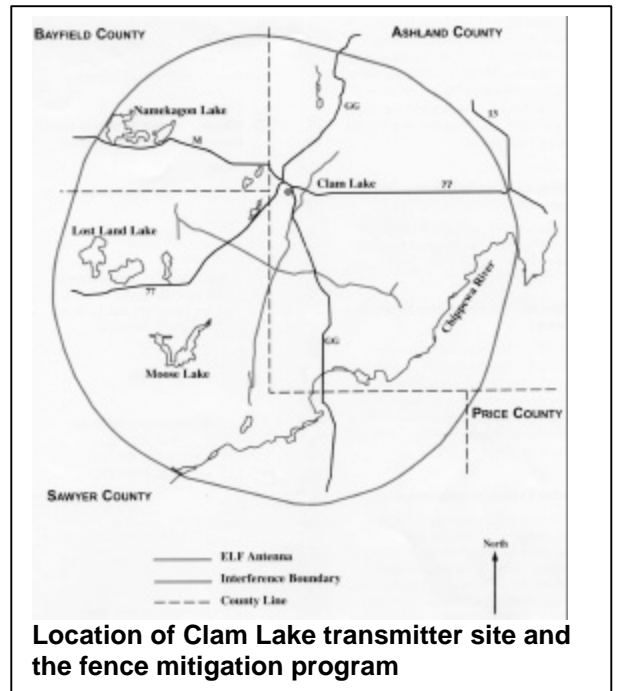 BAYFIELD COUNTY
ASHLAND COUNTY
GG
13
Namekagon Lake
M
Clam Lake
77
Lost Land Lake
77
Chippewa River
GG
Moose Lake
PRICE COUNTY
SAWYER COUNTY
North
ELF Antenna
Interference Boundary
County Line
Location of Clam Lake transmitter site and
the fence mitigation program